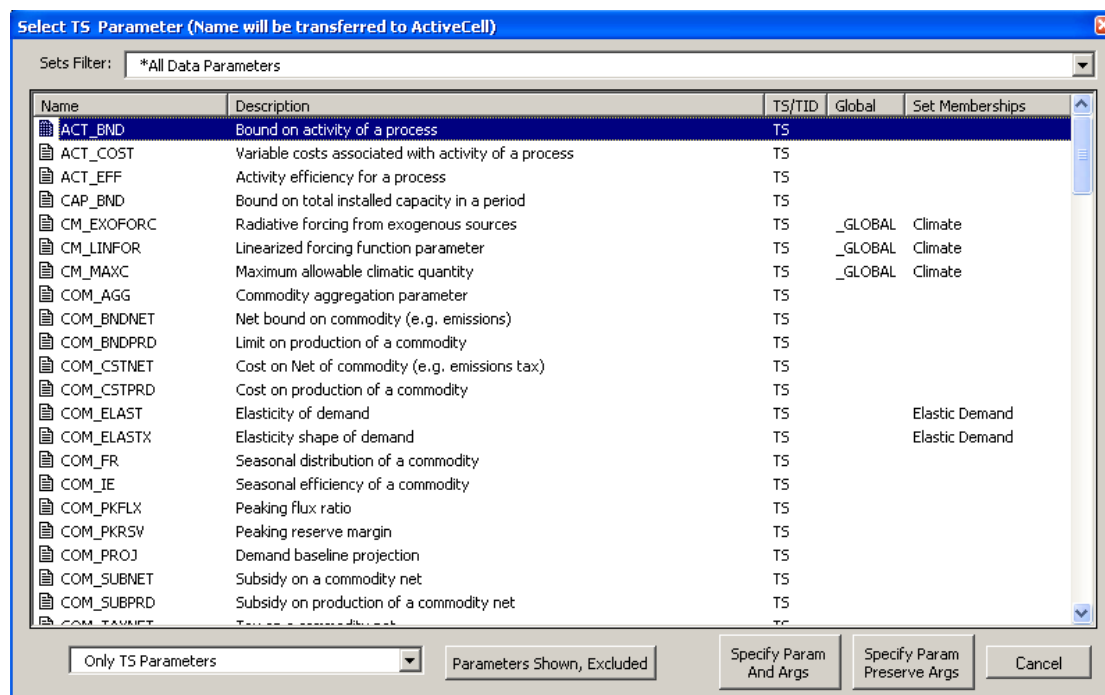 Select TS Parameter (Name will be transferred to ActiveCell)
Sets Filter: *All Data Parameters
Name Description TS/TID Global Set Memberships
ACT_BND Bound on activity of a process TS
ACT_COST Variable costs associated with activity of a process TS
ACT_EFF Activity efficiency for a process TS
CAP_BND Bound on total installed capacity in a period TS
CM_EXOFORC Radiative forcing from exogenous sources TS _GLOBAL Climate
CM_LINFOR Linearized forcing function parameter TS _GLOBAL Climate
CM_MAXC Maximum allowable climatic quantity TS _GLOBAL Climate
COM_AGG Commodity aggregation parameter TS
COM_BNDNET Net bound on commodity (e.g. emissions) TS
COM_BNDPRD Limit on production of a commodity TS
COM_CSTNET Cost on Net of commodity (e.g. emissions tax) TS
COM_CSTPRD Cost on production of a commodity TS
COM_ELAST Elasticity of demand TS Elastic Demand
COM_ELASTX Elasticity shape of demand TS Elastic Demand
COM_FR Seasonal distribution of a commodity TS
COM_IE Seasonal efficiency of a commodity TS
COM_PKFLX Peaking flux ratio TS
COM_PKRSV Peaking reserve margin TS
COM_PROJ Demand baseline projection TS
COM_SUBNET Subsidy on a commodity net TS
COM_SUBPRD Subsidy on production of a commodity net TS
COM_TAXNET Tax on a commodity net TS
Only TS Parameters Parameters Shown, Excluded Specify Param And Args Specify Param Preserve Args Cancel